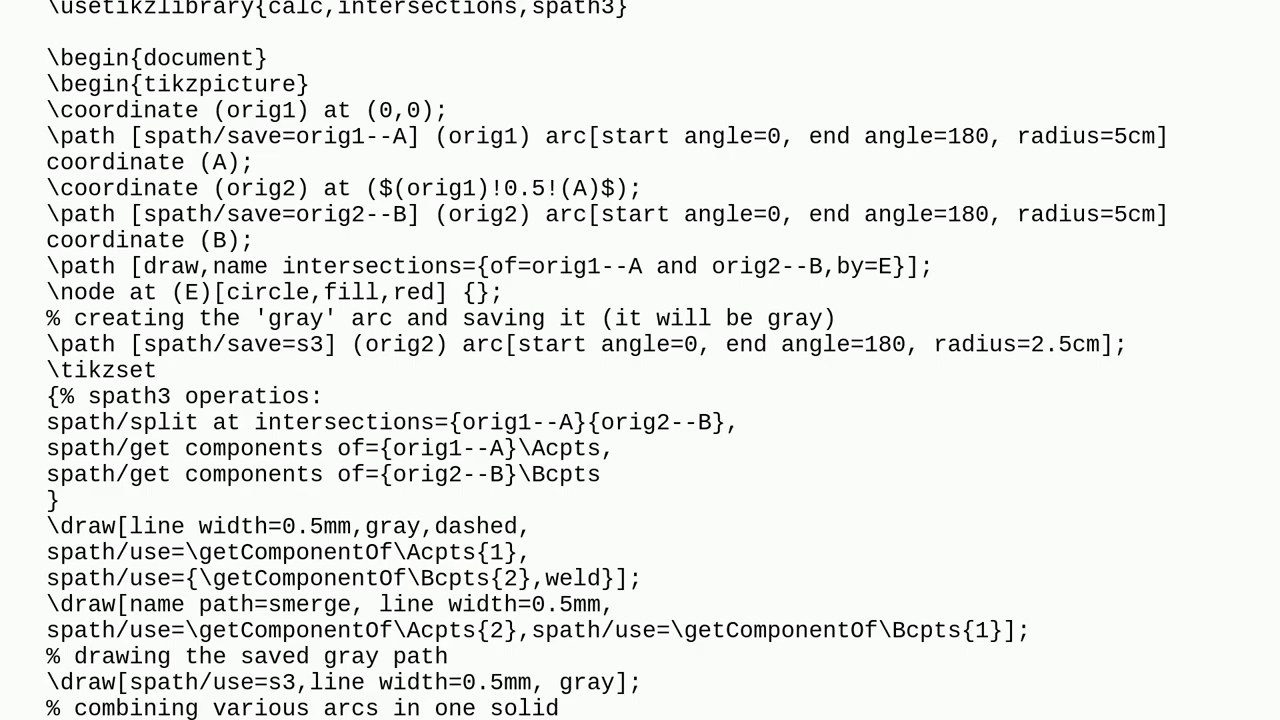 \usetikzlibrary{calc,intersections,spath3}
\begin{document}
\begin{tikzpicture}
\coordinate (orig1) at (0,0);
\path [spath/save=orig1--A] (orig1) arc[start angle=0, end angle=180, radius=5cm]
coordinate (A);
\coordinate (orig2) at ($(orig1)!0.5!(A)$);
\path [spath/save=orig2--B] (orig2) arc[start angle=0, end angle=180, radius=5cm]
coordinate (B);
\path [draw,name intersections={of=orig1--A and orig2--B,by=E}];
\node at (E)[circle,fill,red] {};
% creating the 'gray' arc and saving it (it will be gray)
\path [spath/save=s3] (orig2) arc[start angle=0, end angle=180, radius=2.5cm];
\tikzset
{% spath3 operatios:
spath/split at intersections={orig1--A}{orig2--B},
spath/get components of={orig1--A}\Acpts,
spath/get components of={orig2--B}\Bcpts
}
\draw[line width=0.5mm,gray,dashed,
spath/use=\getComponentOf\Acpts{1},
spath/use={\getComponentOf\Bcpts{2},weld}];
\draw[name path=smerge, line width=0.5mm,
spath/use=\getComponentOf\Acpts{2},spath/use=\getComponentOf\Bcpts{1}];
% drawing the saved gray path
\draw[spath/use=s3,line width=0.5mm, gray];
% combining various arcs in one solid